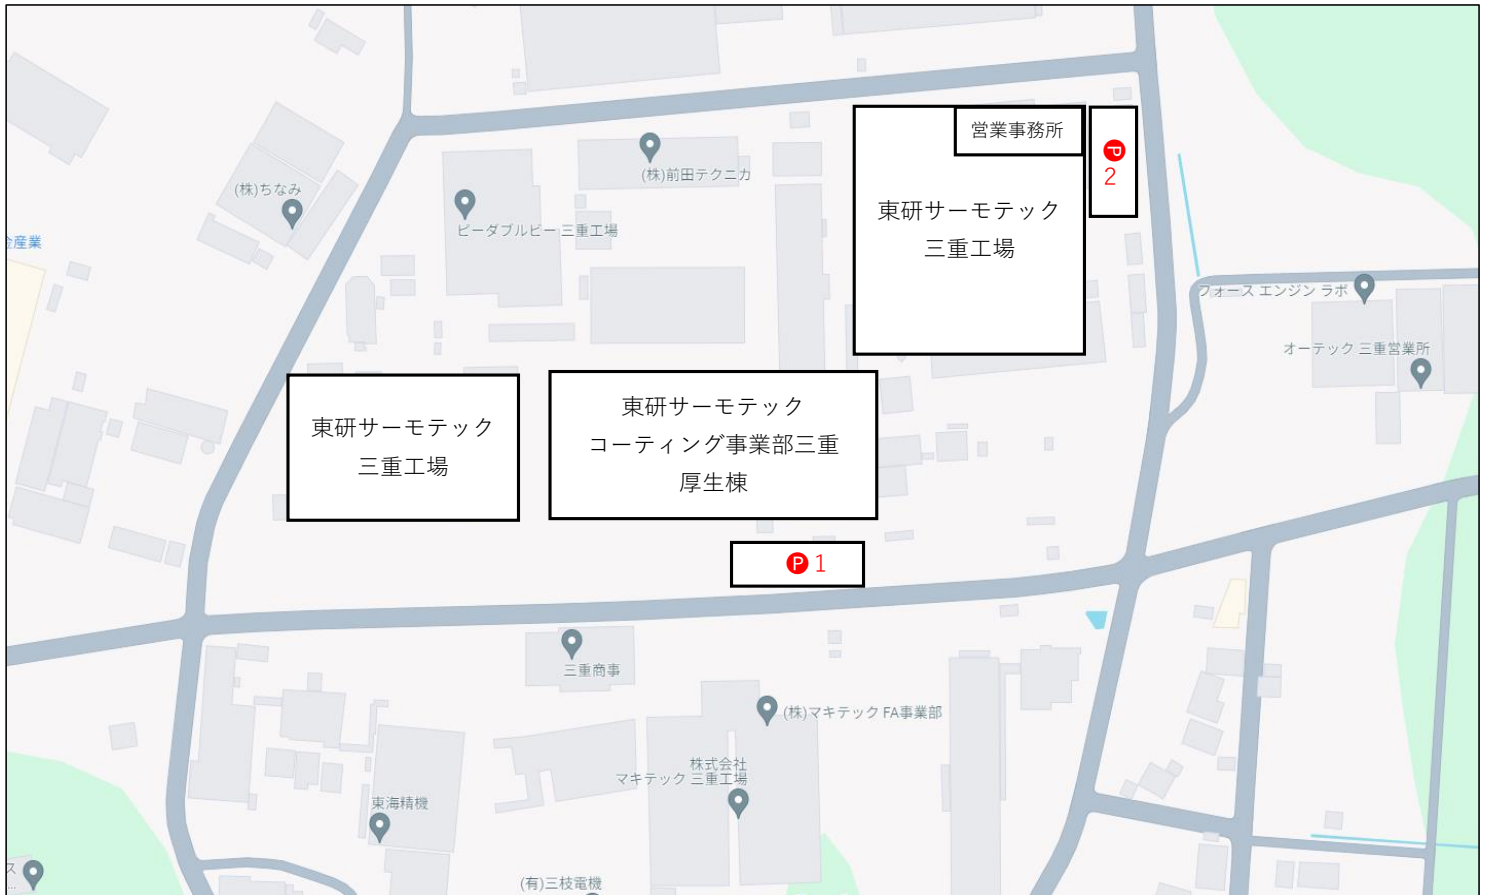 営業事務所
P
2
(株)前田テクニカ
(株)ちなみ
東研サーモテック
三重工場
ピーダブルビー 三重工場
金産業
フォース エンジン ラボ
オーテック 三重営業所
東研サーモテック
三重工場
東研サーモテック
コーティング事業部三重
厚生棟
P 1
三重商事
(株)マキテック FA事業部
株式会社
マキテック 三重工場
東海精機
ス
(有)三枝電機